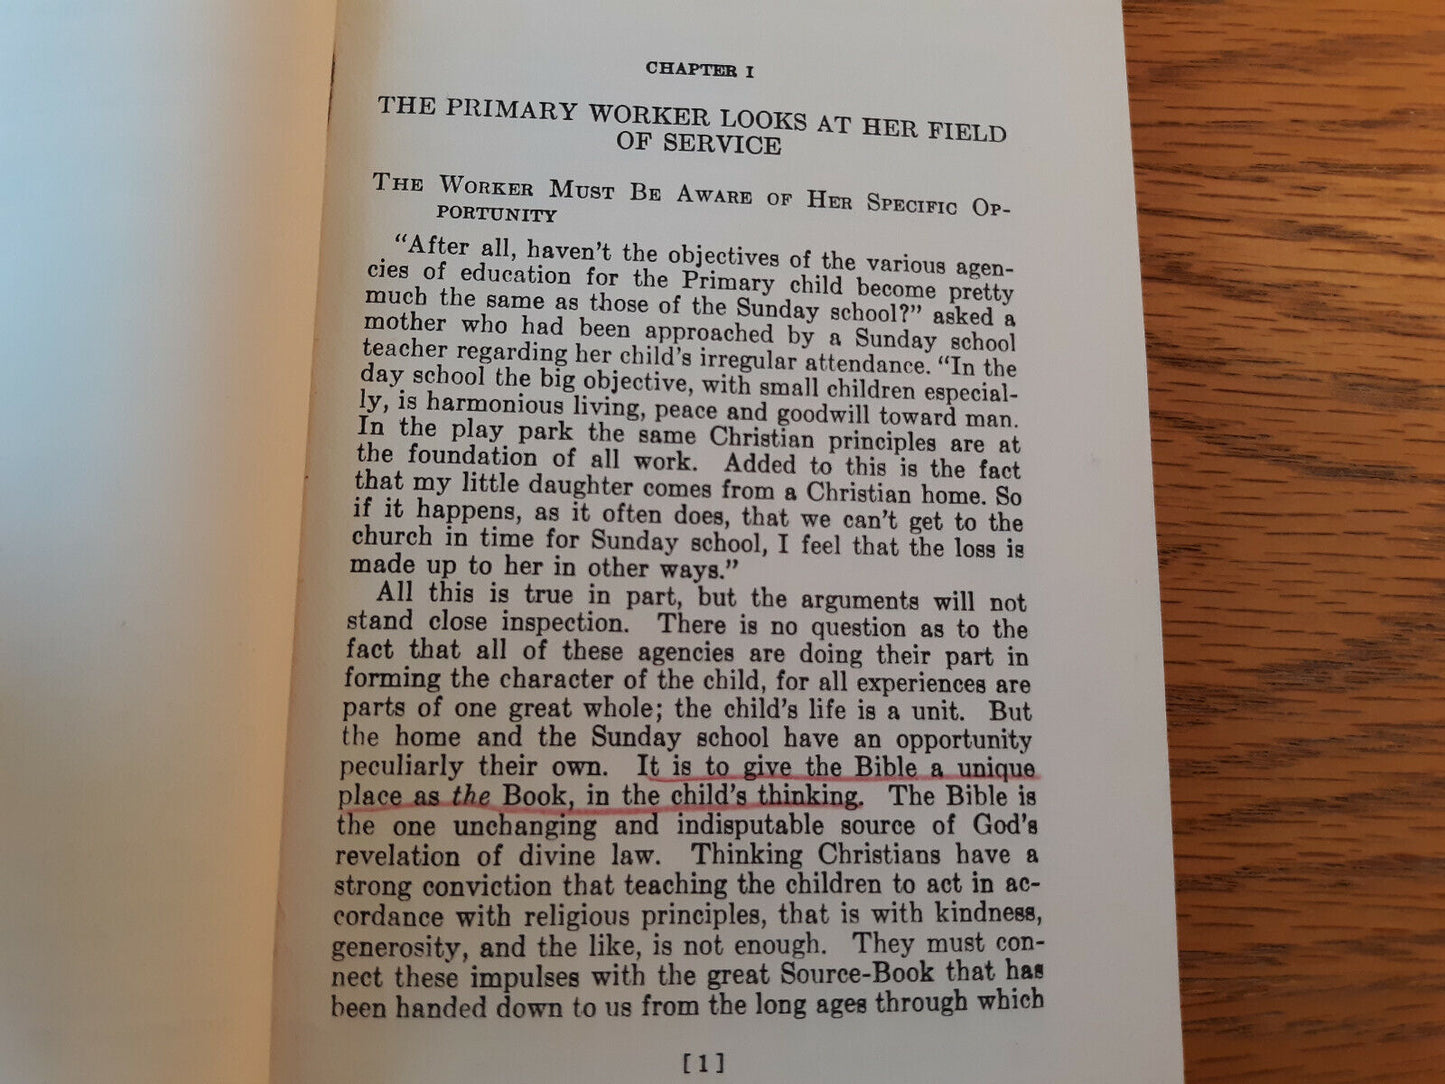 CHAPTER I
THE PRIMARY WORKER LOOKS AT HER FIELD
OF SERVICE
THE WORKER MUST BE AWARE OF HER SPECIFIC OP-
PORTUNITY
“After all, haven’t the objectives of the various agen-
cies of education for the Primary child become pretty
much the same as those of the Sunday school?” asked a
mother who had been approached by a Sunday school
teacher regarding her child’s irregular attendance. “In the
day school the big objective, with small children especial-
ly, is harmonious living, peace and goodwill toward man.
In the play park the same Christian principles are at
the foundation of all work. Added to this is the fact
that my little daughter comes from a Christian home. So
if it happens, as it often does, that we can’t get to the
church in time for Sunday school, I feel that the loss is
made up to her in other ways.”
All this is true in part, but the arguments will not
stand close inspection. There is no question as to the
fact that all of these agencies are doing their part in
forming the character of the child, for all experiences are
parts of one great whole; the child’s life is a unit. But
the home and the Sunday school have an opportunity
peculiarly their own. It is to give the Bible a unique
place as the Book, in the child’s thinking. The Bible is
the one unchanging and indisputable source of God’s
revelation of divine law. Thinking Christians have a
strong conviction that teaching the children to act in ac-
cordance with religious principles, that is with kindness,
generosity, and the like, is not enough. They must con-
nect these impulses with the great Source-Book that has
been handed down to us from the long ages through which
[1]